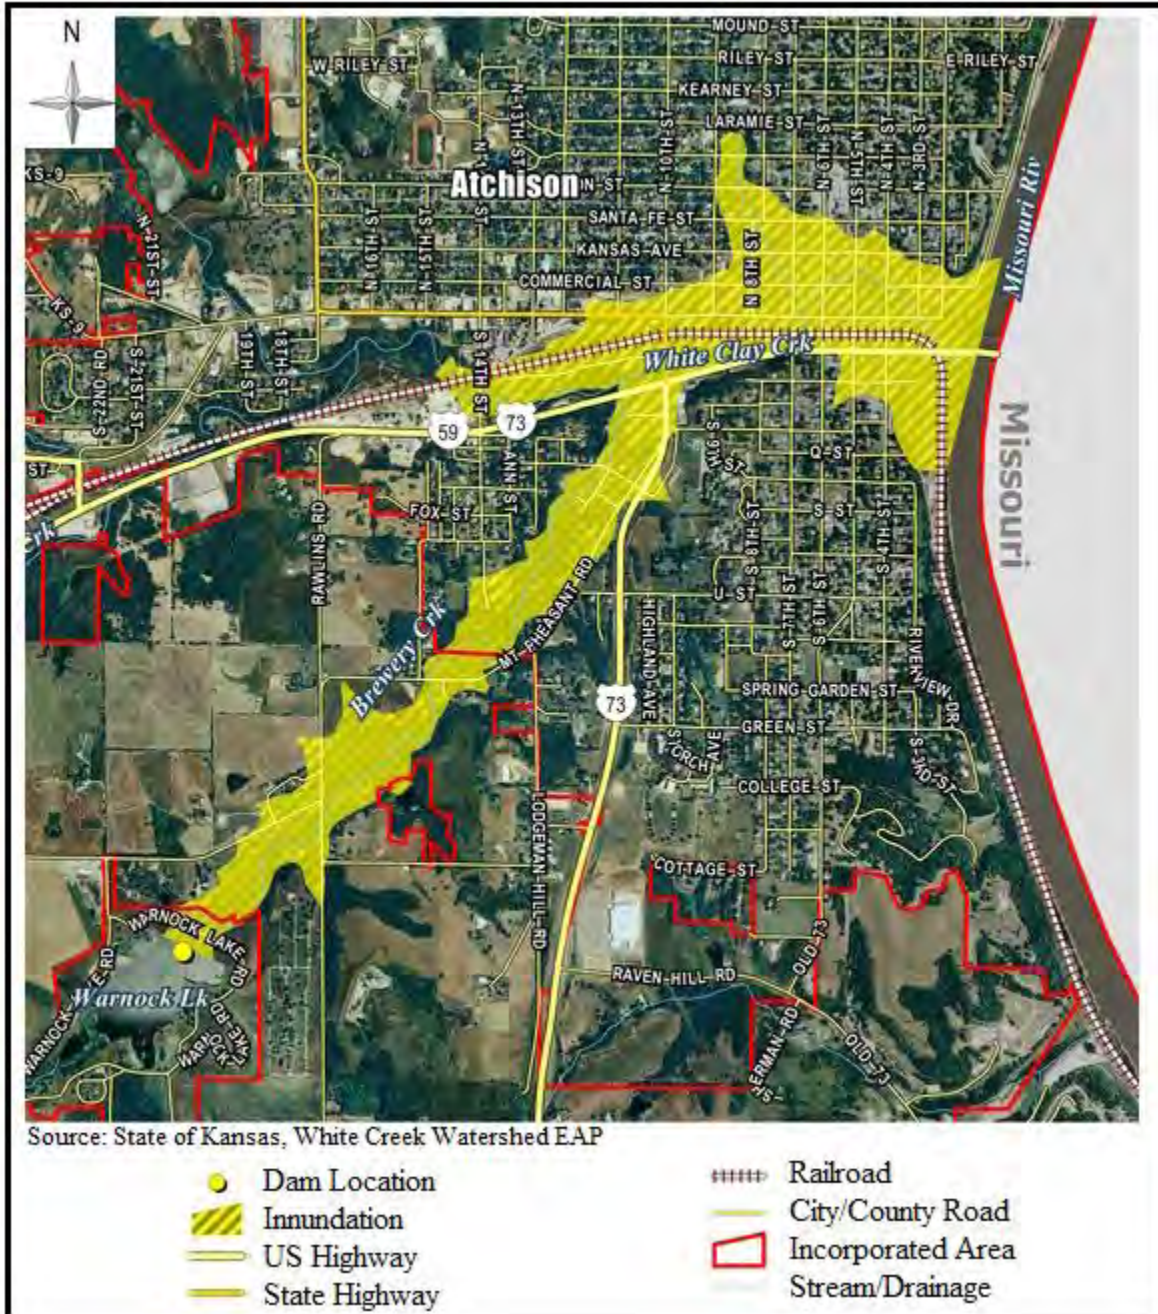 N
MOUND-ST
W-RILEY-ST
RILEY-ST
E-RILEY-ST
KEARNEY-ST
LARAMIE-ST
N-13TH-ST
N-10TH-ST
N-6TH-ST
N-5TH-ST
N-4TH-ST
N-3RD-ST
KS-9
Atchison
N-ST
SANTA-FE-ST
KANSAS-AVE
COMMERCIAL-ST
N-21ST-ST
N-16TH-ST
N-15TH-ST
N 8TH ST
Missouri Riv
KS-9
S-22ND-DR
S-21ST-ST
19TH-ST
18TH-ST
S 14TH ST
White Clay Crk
59
73
ANN-ST
S-9TH
ST
Q-ST
Missouri
ST
Crk
RAWLINS RD
FOX-ST
S-ST
S-8TH-ST
S-4TH-ST
MT-PHEASANT-RD
U-ST
S-7TH-ST
S-6TH-ST
HIGHLAND-AVE
RIVERVIEW-DR
Brewery Crk
73
SPRING-GARDEN-ST
GREEN-ST
TORCH
AVE
COLLEGE-ST
S-3RD-ST
LODGEMAN-HILL-RD
COTTAGE-ST
WARNOCK LAKE RD
Warnock Lk
RAVEN-HILL-RD
OLD-73
OLD-73
Source: State of Kansas, White Creek Watershed EAP
Dam Location
Innundation
US Highway
State Highway
Railroad
City/County Road
Incorporated Area
Stream/Drainage